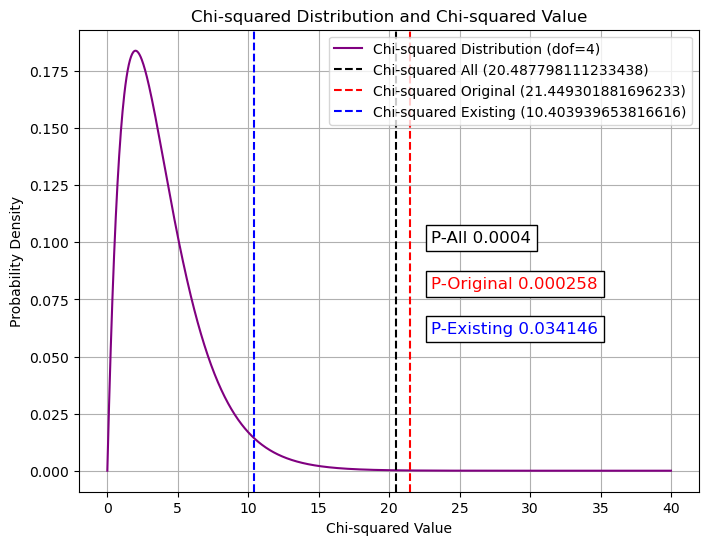 Chi-squared Distribution and Chi-squared Value
Chi-squared Distribution (dof=4)
Chi-squared All (20.487798111233438)
Chi-squared Original (21.449301881696233)
Chi-squared Existing (10.403939653816616)
0.175
0.150
0.125
0.100
0.075
0.050
0.025
0.000
Probability Density
P-All 0.0004
P-Original 0.000258
P-Existing 0.034146
0 5 10 15 20 25 30 35 40
Chi-squared Value